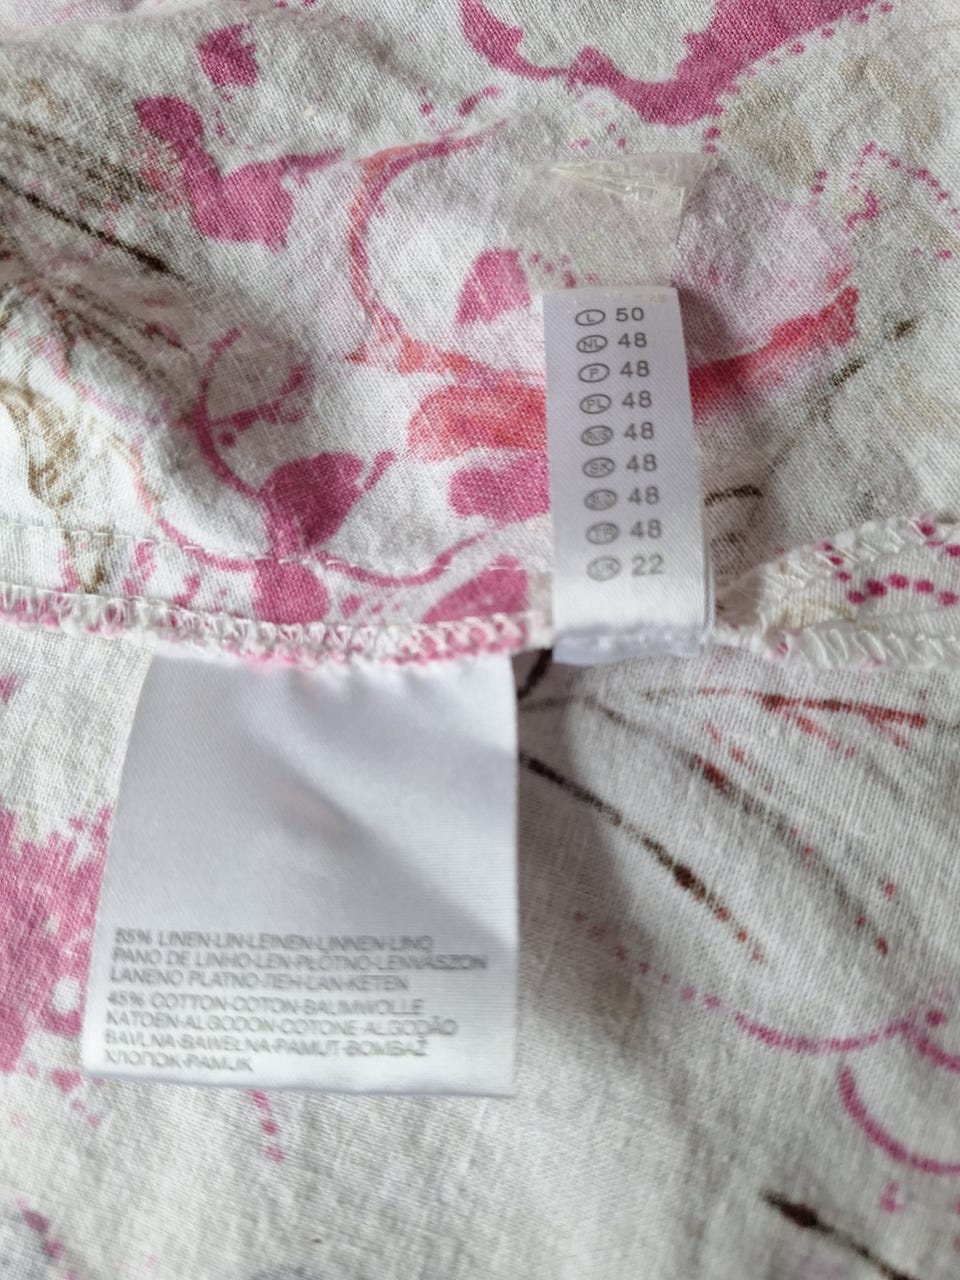 L 50
NL 48
P 48
PL 48
RUS 48
SK 48
SLO 48
TR 48
UK 22
55% LINEN-LIN-LEINEN-LINNEN-LINO
PANO DE LINHO-LEN-PŁÓTNO-LENVÁSZON
LANENO PLATNO-ЛЕН-LAN-KETEN
45% COTTON-COTON-BAUMWOLLE
KATOEN-ALGODON-COTONE-ALGODÃO
BAVLNA-BAWEŁNA-PAMUT-BOMBAŽ
ХЛОПОК-PAMUK